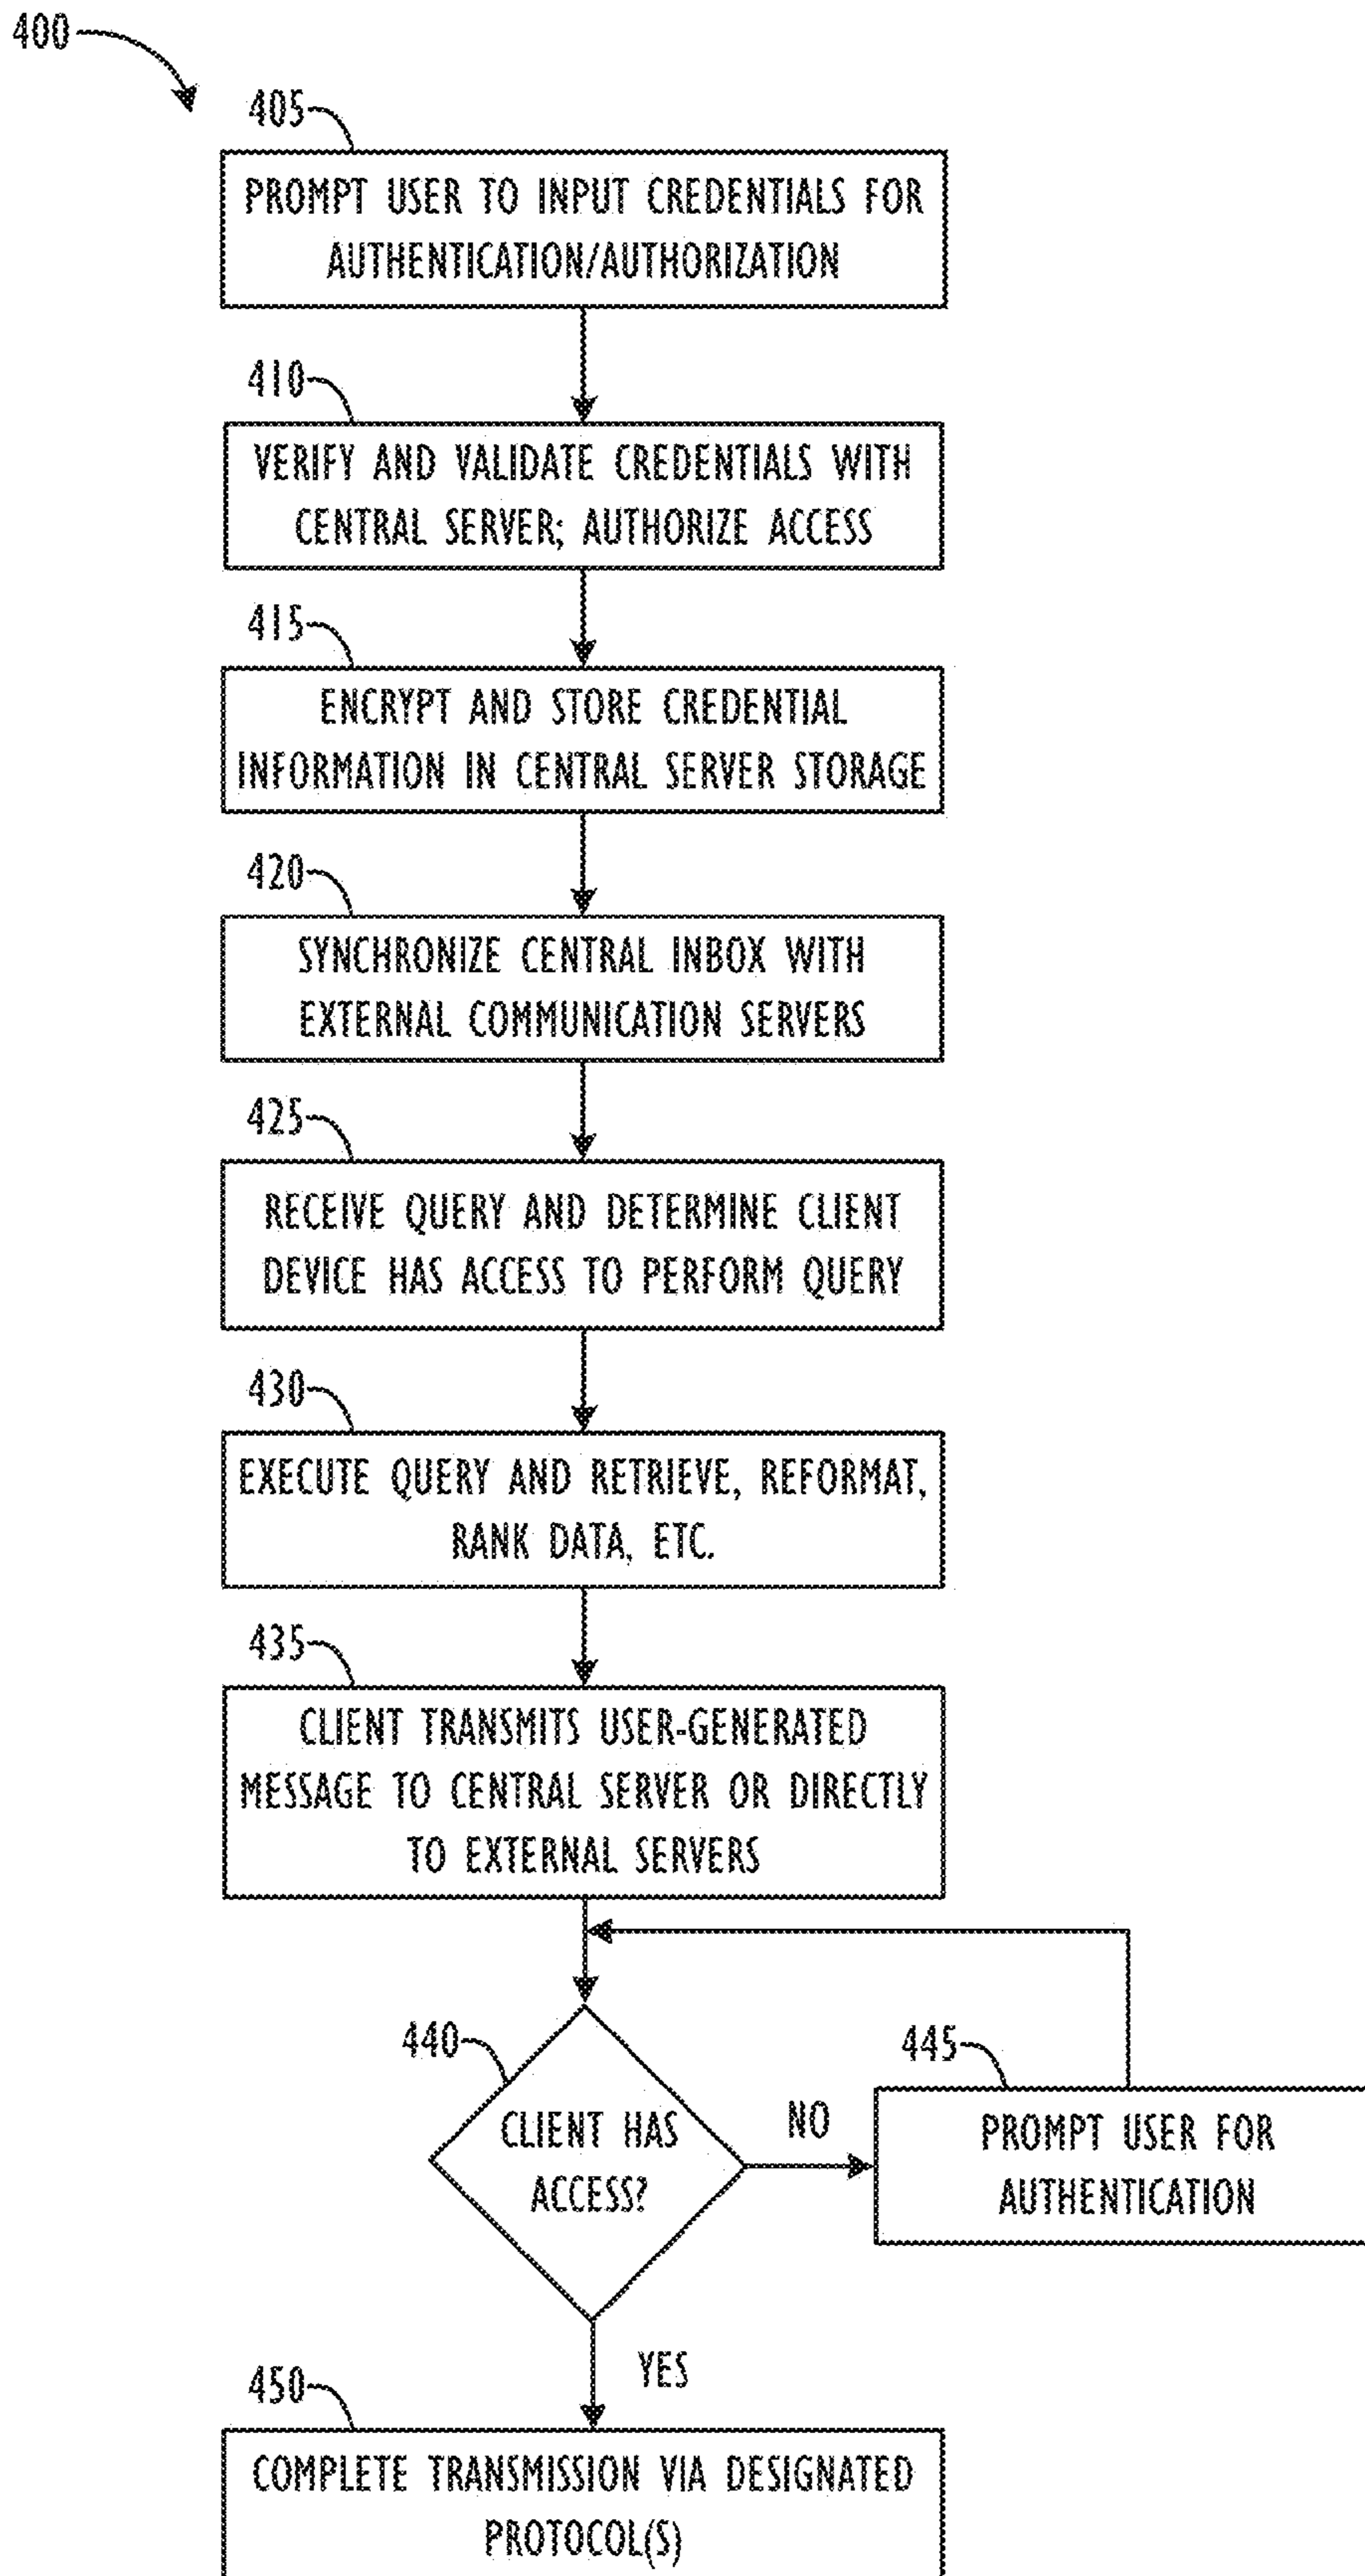 400
405
PROMPT USER TO INPUT CREDENTIALS FOR
AUTHENTICATION/AUTHORIZATION
410
VERIFY AND VALIDATE CREDENTIALS WITH
CENTRAL SERVER; AUTHORIZE ACCESS
415
ENCRYPT AND STORE CREDENTIAL
INFORMATION IN CENTRAL SERVER STORAGE
420
SYNCHRONIZE CENTRAL INBOX WITH
EXTERNAL COMMUNICATION SERVERS
425
RECEIVE QUERY AND DETERMINE CLIENT
DEVICE HAS ACCESS TO PERFORM QUERY
430
EXECUTE QUERY AND RETRIEVE, REFORMAT,
RANK DATA, ETC.
435
CLIENT TRANSMITS USER-GENERATED
MESSAGE TO CENTRAL SERVER OR DIRECTLY
TO EXTERNAL SERVERS
440
CLIENT HAS
ACCESS?
NO
445
PROMPT USER FOR
AUTHENTICATION
YES
450
COMPLETE TRANSMISSION VIA DESIGNATED
PROTOCOL(S)